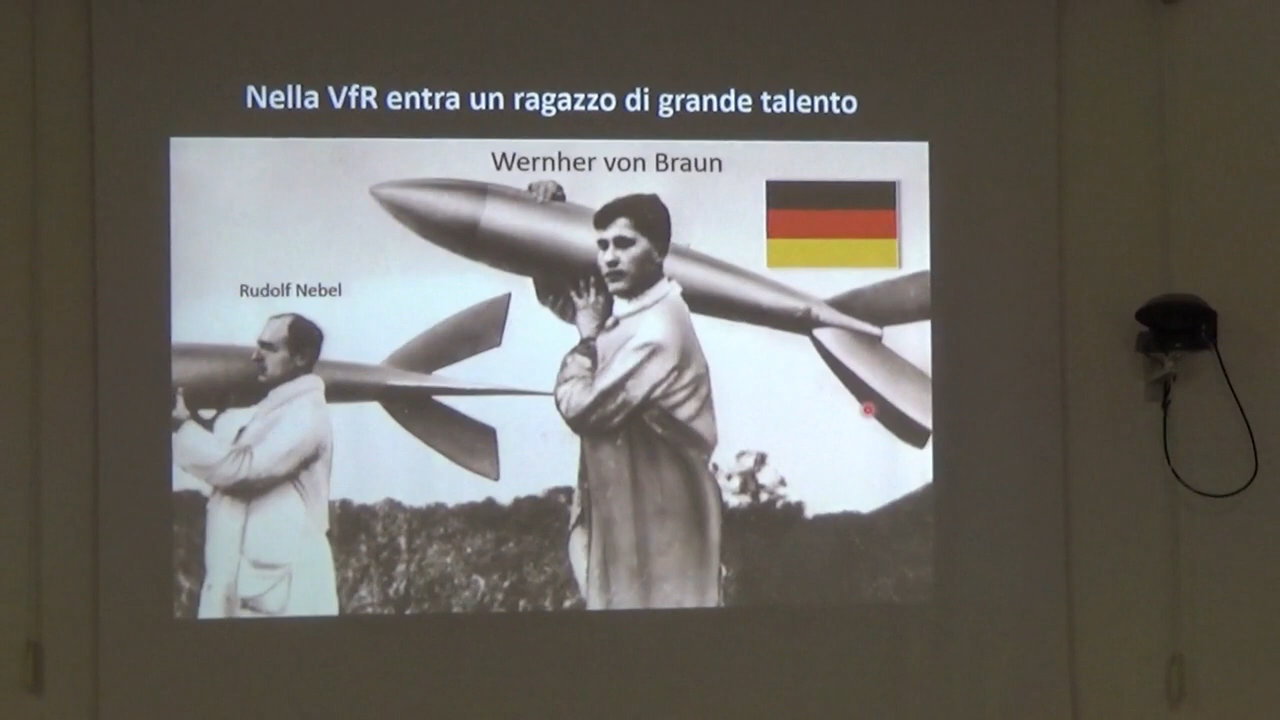 Nella VfR entra un ragazzo di grande talento
Wernher von Braun
Rudolf Nebel